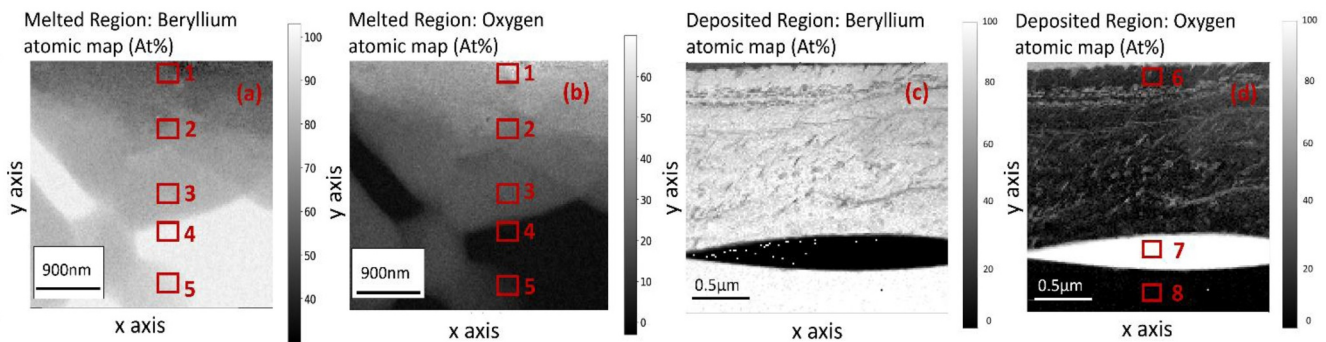 Melted Region: Beryllium
atomic map (At%)
(a)
1
2
3
4
5
900nm
y axis
x axis
100
90
80
70
60
50
40
Melted Region: Oxygen
atomic map (At%)
(b)
1
2
3
4
5
900nm
y axis
x axis
60
50
40
30
20
10
0
Deposited Region: Beryllium
atomic map (At%)
(c)
0.5µm
y axis
x axis
100
80
60
40
20
0
Deposited Region: Oxygen
atomic map (At%)
(d)
6
7
8
0.5µm
y axis
x axis
100
80
60
40
20
0